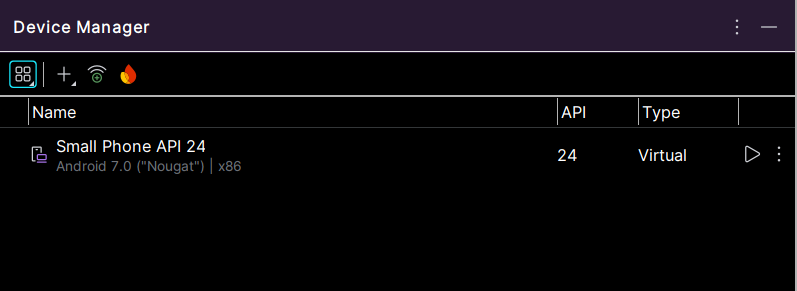 Device Manager
Name API Type
Small Phone API 24 24 Virtual
Android 7.0 ("Nougat") | x86